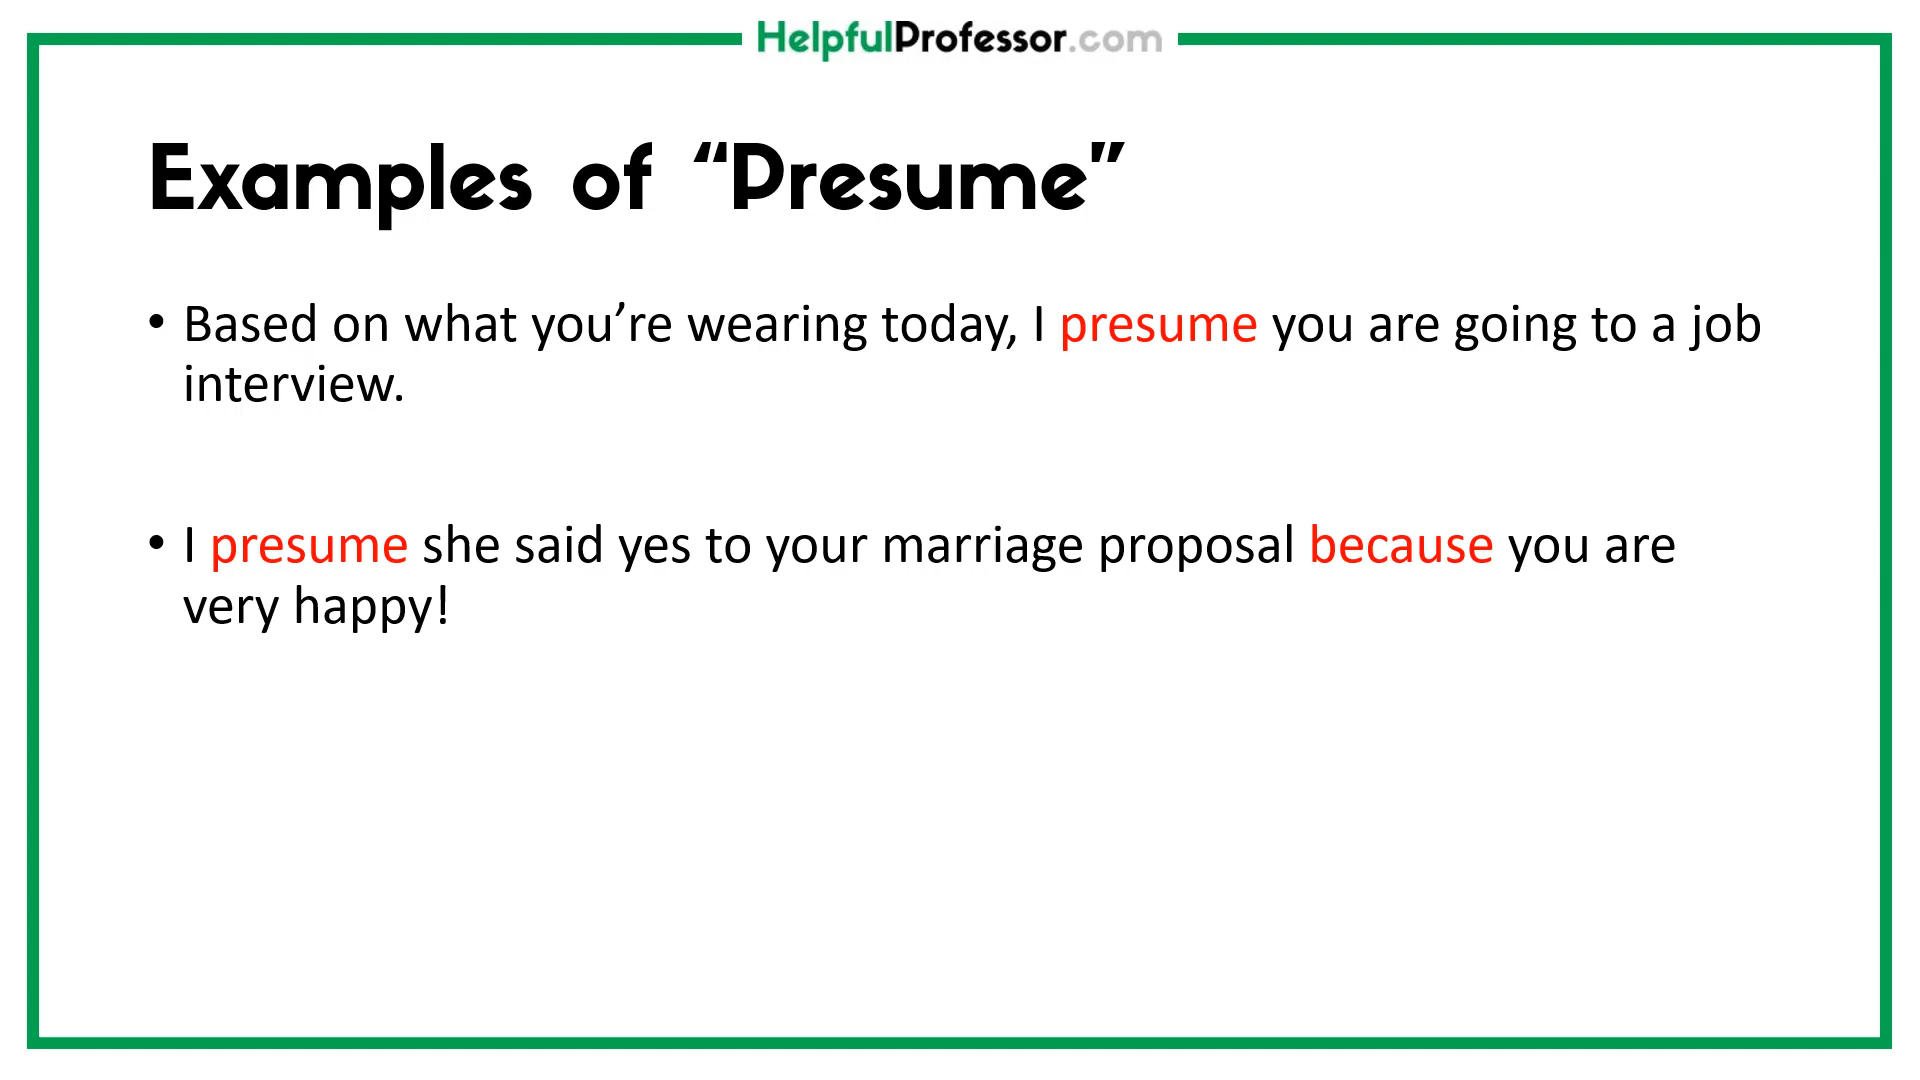 HelpfulProfessor.com
Examples of “Presume”
• Based on what you’re wearing today, I presume you are going to a job
interview.
• I presume she said yes to your marriage proposal because you are
very happy!